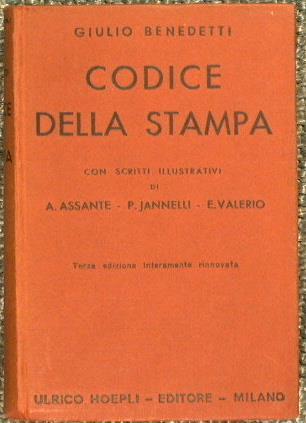 GIULIO BENEDETTI
CODICE
DELLA STAMPA
CON SCRITTI ILLUSTRATIVI
DI
A. ASSANTE - P. JANNELLI - E. VALERIO
Terza edizione interamente rinnovata
ULRICO HOEPLI - EDITORE - MILANO